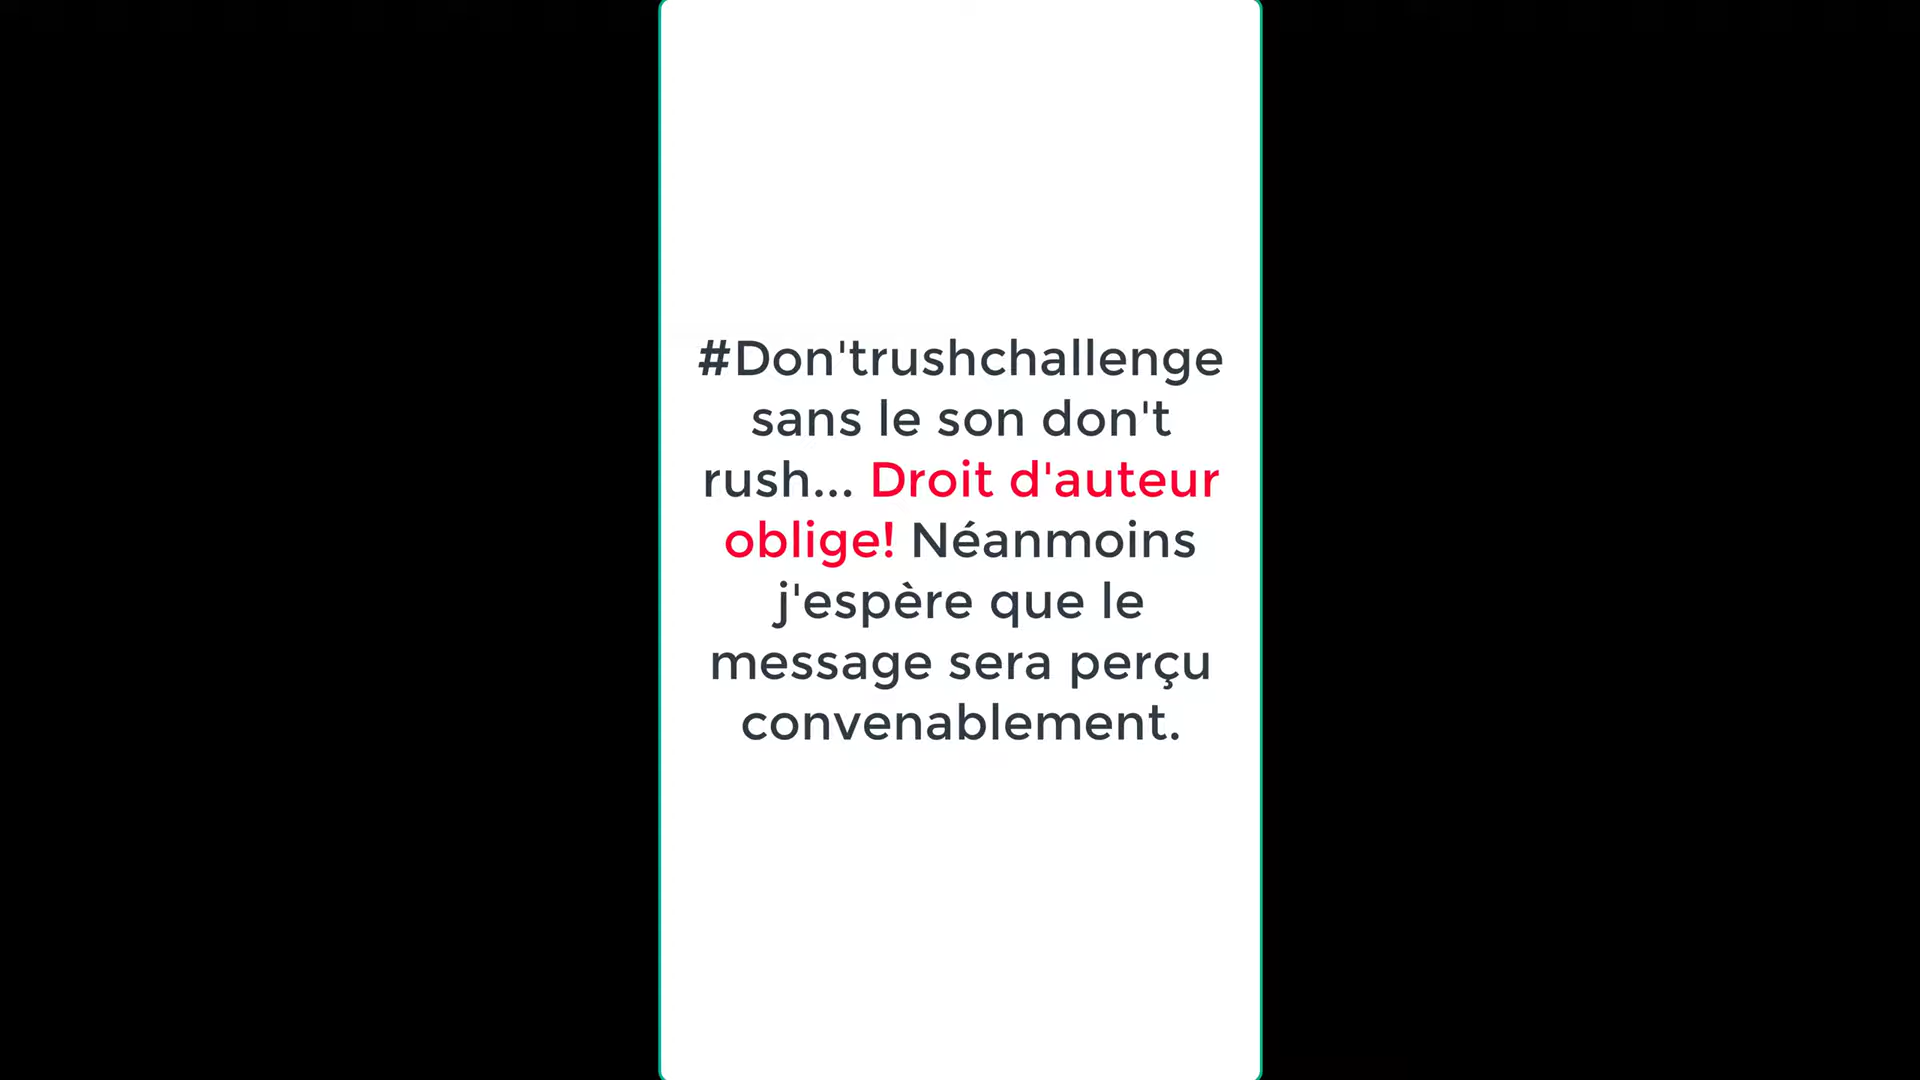 #Don'trushchallenge
sans le son don't
rush... Droit d'auteur
oblige! Néanmoins
j'espère que le
message sera perçu
convenablement.